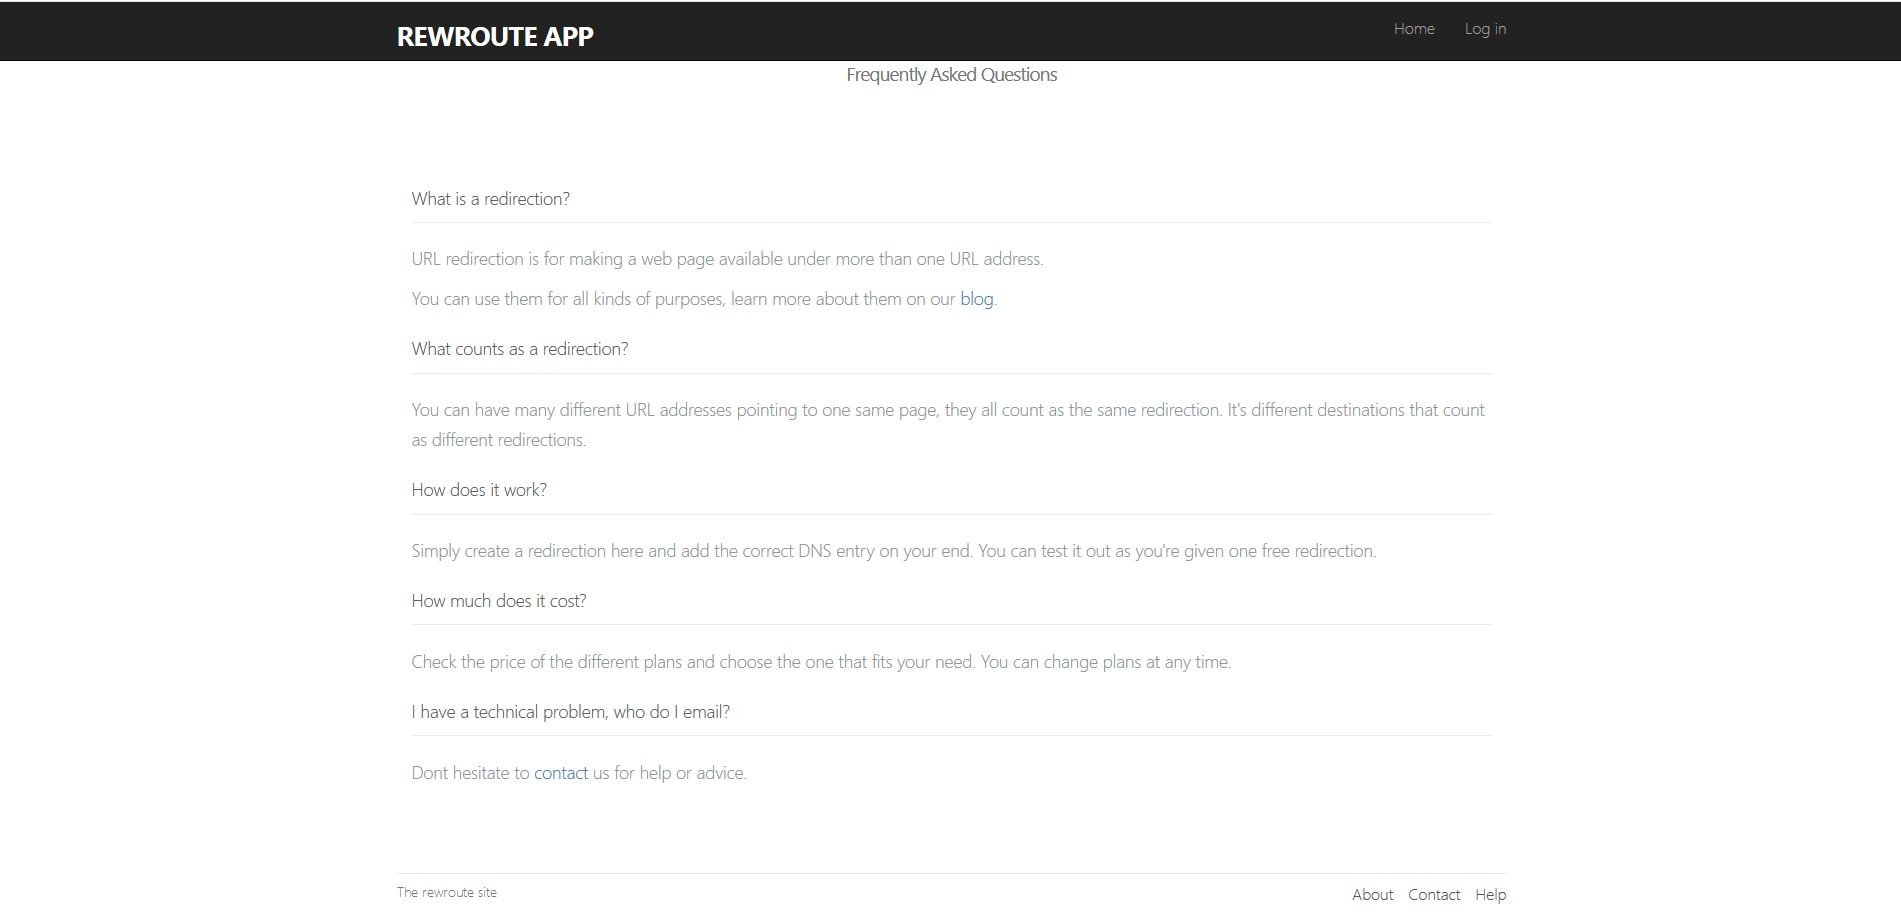 REWROUTE APP
Home
Log in
Frequently Asked Questions
What is a redirection?
URL redirection is for making a web page available under more than one URL address.
You can use them for all kinds of purposes, learn more about them on our blog.
What counts as a redirection?
You can have many different URL addresses pointing to one same page, they all count as the same redirection. It's different destinations that count
as different redirections.
How does it work?
Simply create a redirection here and add the correct DNS entry on your end. You can test it out as you're given one free redirection.
How much does it cost?
Check the price of the different plans and choose the one that fits your need. You can change plans at any time.
I have a technical problem, who do I email?
Dont hesitate to contact us for help or advice.
The rewroute site
About
Contact
Help